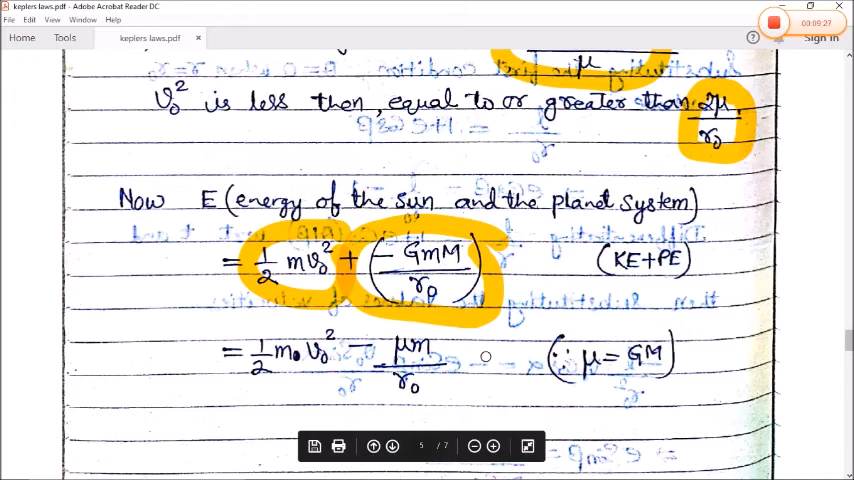 keplers laws.pdf - Adobe Acrobat Reader DC
File Edit View Window Help
00:09:27
Home Tools keplers laws.pdf × Sign In
μ
v₀² is less then, equal to or greater than 2μ/r₀
Now E (energy of the sun and the planet system)
= 1/2 mv₀² + (- GmM/r₀) (KE+PE)
= 1/2 m v₀² - μm/r₀ (∵ μ = GM)
5 / 7